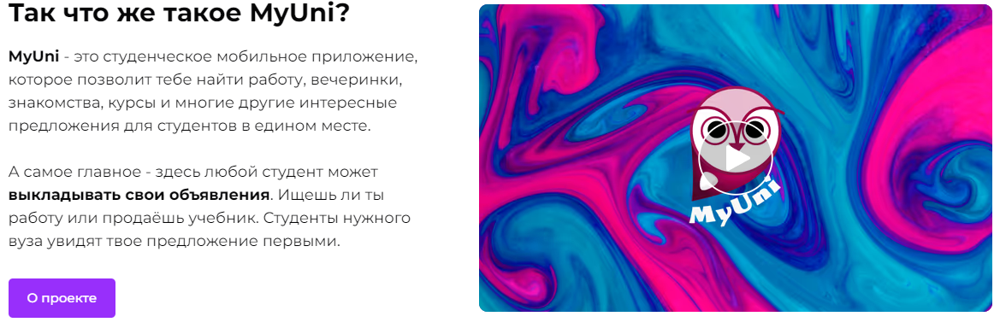 Так что же такое MyUni?
MyUni - это студенческое мобильное приложение,
которое позволит тебе найти работу, вечеринки,
знакомства, курсы и многие другие интересные
предложения для студентов в едином месте.
А самое главное - здесь любой студент может
выкладывать свои объявления. Ищешь ли ты
работу или продаёшь учебник. Студенты нужного
вуза увидят твое предложение первыми.
О проекте
MyUni